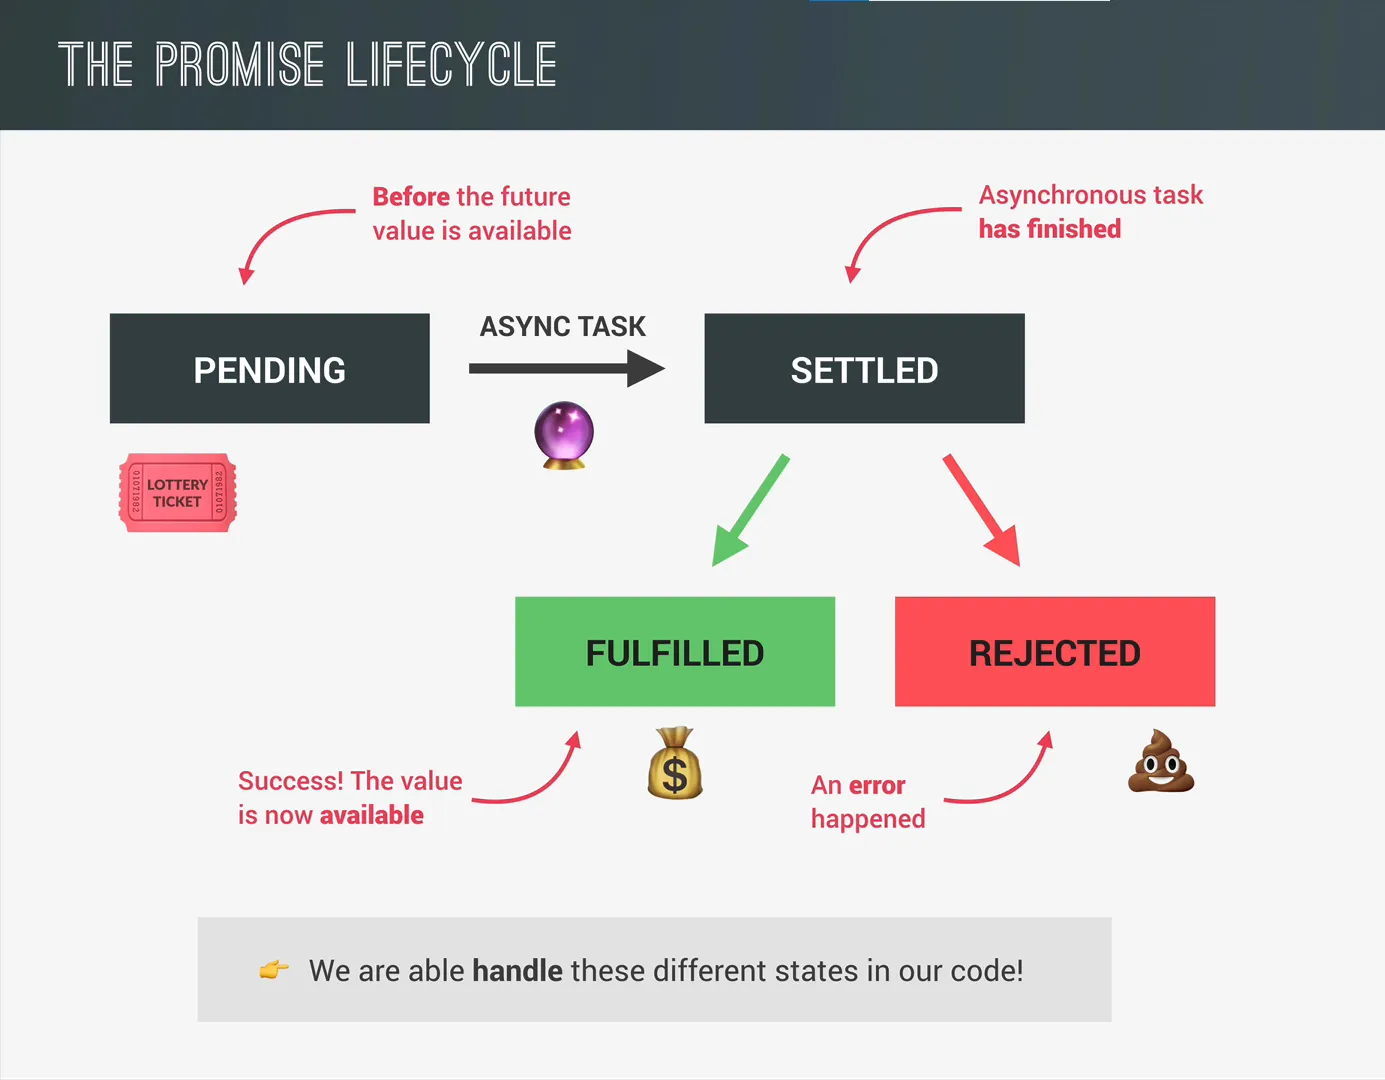 THE PROMISE LIFECYCLE
Before the future
value is available
Asynchronous task
has finished
PENDING
ASYNC TASK
SETTLED
LOTTERY
TICKET
01071982
01071982
FULFILLED
REJECTED
$
Success! The value
is now available
An error
happened
We are able handle these different states in our code!